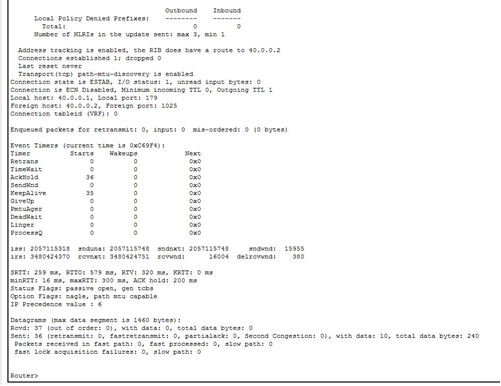 Outbound Inbound
Local Policy Denied Prefixes: -------- -------
Total: 0 0
Number of NLRIs in the update sent: max 3, min 1
Address tracking is enabled, the RIB does have a route to 40.0.0.2
Connections established 1; dropped 0
Last reset never
Transport(tcp) path-mtu-discovery is enabled
Connection state is ESTAB, I/O status: 1, unread input bytes: 0
Connection is ECN Disabled, Minimum incoming TTL 0, Outgoing TTL 1
Local host: 40.0.0.1, Local port: 179
Foreign host: 40.0.0.2, Foreign port: 1025
Connection tableid (VRF): 0
Enqueued packets for retransmit: 0, input: 0 mis-ordered: 0 (0 bytes)
Event Timers (current time is 0xC69F4):
Timer Starts Wakeups Next
Retrans 0 0 0x0
TimeWait 0 0 0x0
AckHold 36 0 0x0
SendWnd 0 0 0x0
KeepAlive 35 0 0x0
GiveUp 0 0 0x0
PmtuAger 0 0 0x0
DeadWait 0 0 0x0
Linger 0 0 0x0
ProcessQ 0 0 0x0
iss: 2057115318 snduna: 2057115748 sndnxt: 2057115748 sndwnd: 15955
irs: 3480424370 rcvnxt: 3480424751 rcvwnd: 16004 delrcvwnd: 380
SRTT: 259 ms, RTTO: 579 ms, RTV: 320 ms, KRTT: 0 ms
minRTT: 16 ms, maxRTT: 300 ms, ACK hold: 200 ms
Status Flags: passive open, gen tcbs
Option Flags: nagle, path mtu capable
IP Precedence value : 6
Datagrams (max data segment is 1460 bytes):
Rcvd: 37 (out of order: 0), with data: 0, total data bytes: 0
Sent: 36 (retransmit: 0, fastretransmit: 0, partialack: 0, Second Congestion: 0), with data: 10, total data bytes: 240
Packets received in fast path: 0, fast processed: 0, slow path: 0
fast lock acquisition failures: 0, slow path: 0
Router>